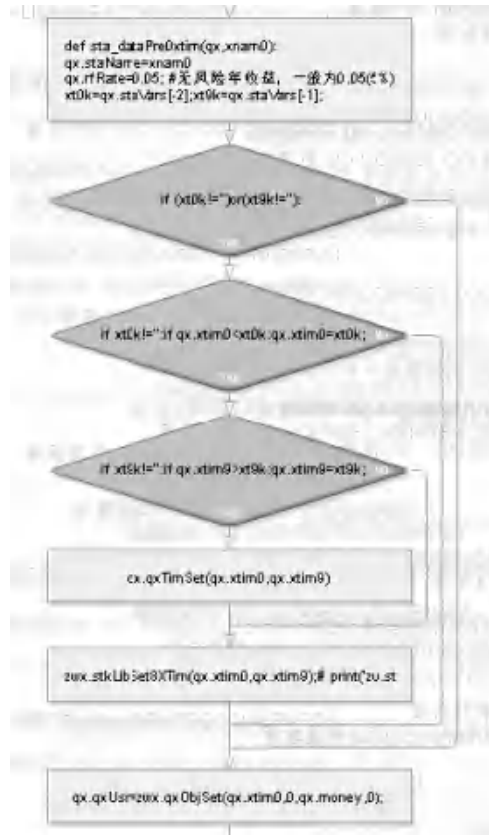 def sta_dataPre0xtim(qx,xnam0):
qx.staName=xnam0
qx.rfRate=0.05; #无风险年收益，一般为0.05(5%)
xt0k=qx.staVars[-2];xt9k=qx.staVars[-1];
if (xt0k!='')or(xt9k!=''):
if xt0k!='':if qx.xtim0<xt0k:qx.xtim0=xt0k;
if xt9k!='':if qx.xtim9>xt9k:qx.xtim9=xt9k;
cx.qxTimSet(qx.xtim0,qx.xtim9)
zwx.stkLibSet8XTim(qx.xtim0,qx.xtim9);# print('zu.st
qx.qxUsr=zwx.qxObjSet(qx.xtim0,0,qx.money,0);